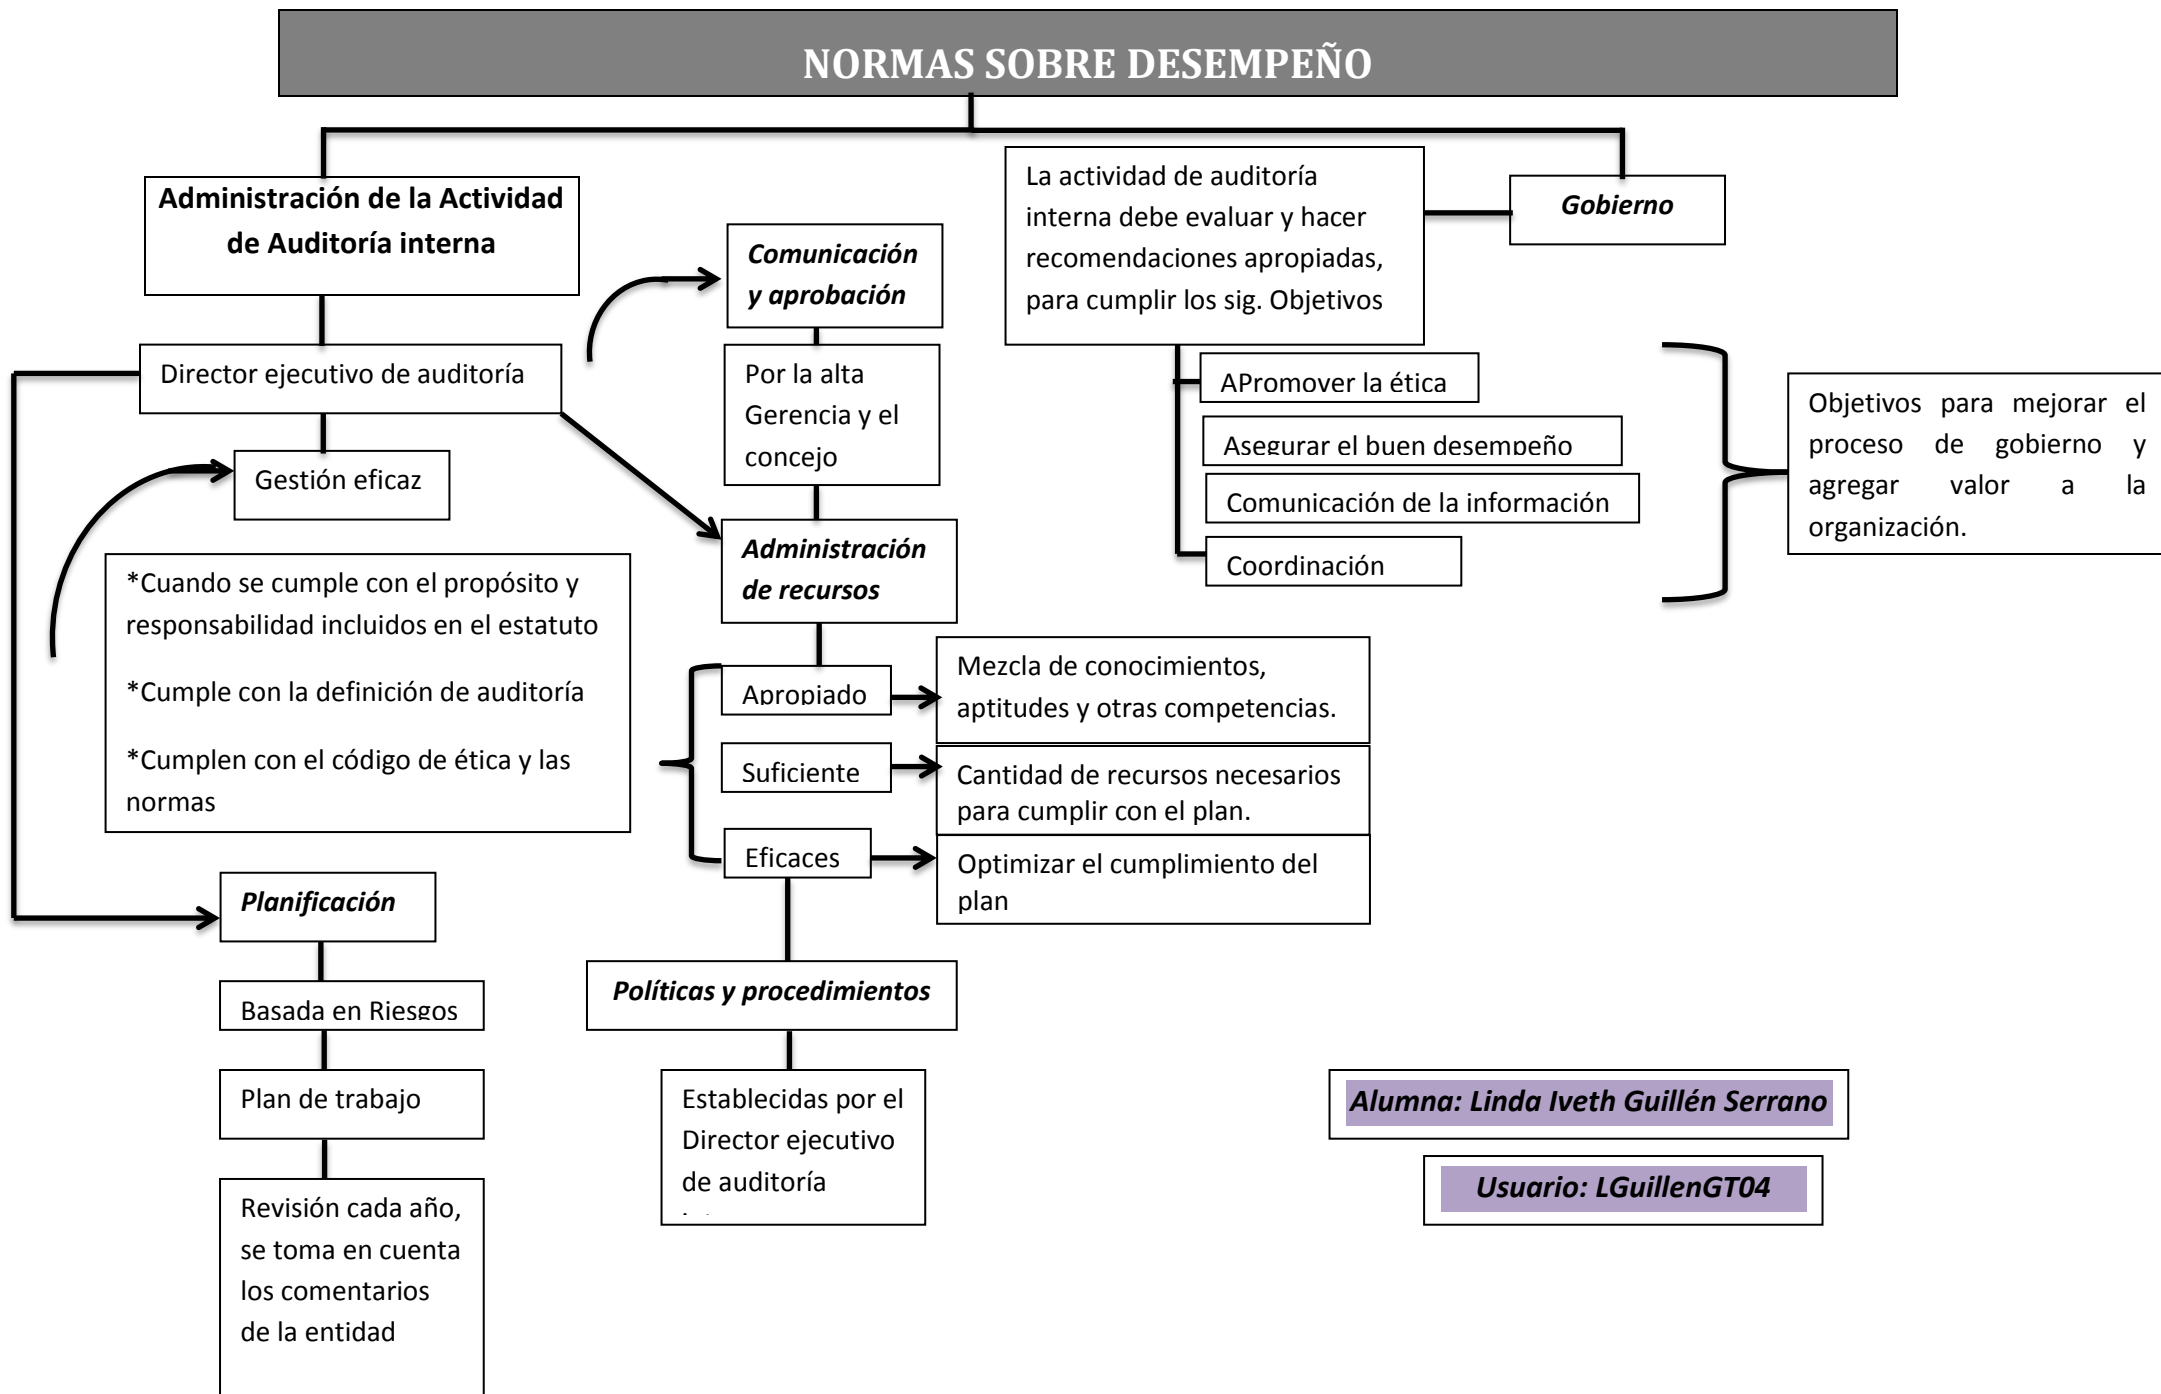 NORMAS SOBRE DESEMPEÑO
Administración de la Actividad
de Auditoría interna
Director ejecutivo de auditoría
Gestión eficaz
*Cuando se cumple con el propósito y
responsabilidad incluidos en el estatuto
*Cumple con la definición de auditoría
*Cumplen con el código de ética y las
normas
Planificación
Basada en Riesgos
Plan de trabajo
Revisión cada año,
se toma en cuenta
los comentarios
de la entidad
Comunicación
y aprobación
Por la alta
Gerencia y el
concejo
Administración
de recursos
Apropiado
Mezcla de conocimientos,
aptitudes y otras competencias.
Suficiente
Cantidad de recursos necesarios
para cumplir con el plan.
Eficaces
Optimizar el cumplimiento del
plan
Políticas y procedimientos
Establecidas por el
Director ejecutivo
de auditoría
Gobierno
La actividad de auditoría
interna debe evaluar y hacer
recomendaciones apropiadas,
para cumplir los sig. Objetivos
APromover la ética
Asegurar el buen desempeño
Comunicación de la información
Coordinación
Objetivos para mejorar el
proceso de gobierno y
agregar valor a la
organización.
Alumna: Linda Iveth Guillén Serrano
Usuario: LGuillenGT04